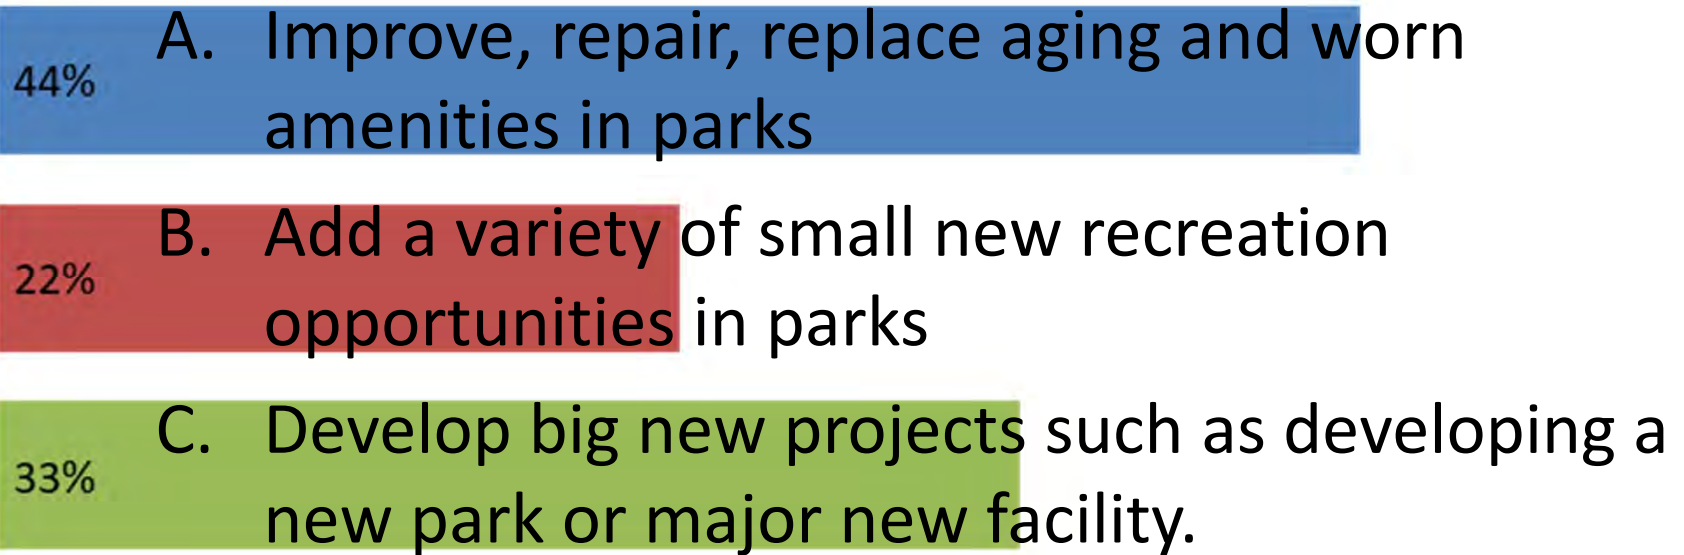 A. Improve, repair, replace aging and worn
44%
amenities in parks
B. Add a variety of small new recreation
22%
opportunities in parks
C. Develop big new projects such as developing a
33%
new park or major new facility.